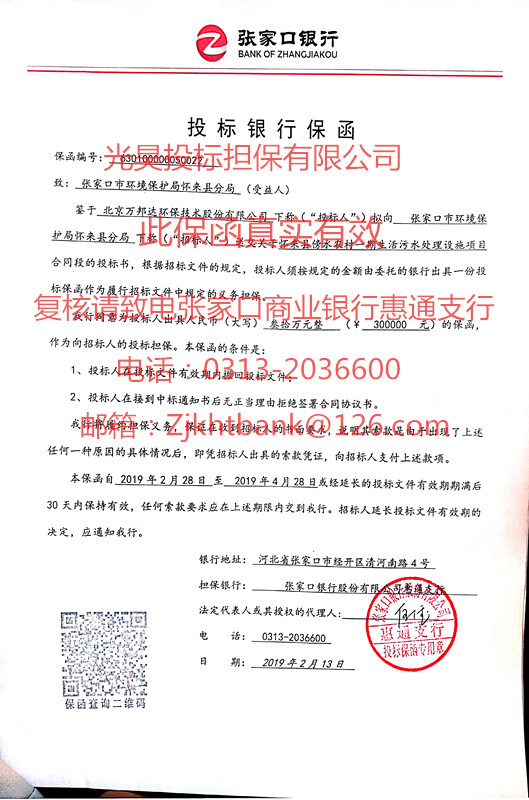 张家口银行
BANK OF ZHANGJIAKOU
投标银行保函
光昊投标担保有限公司
保函编号：630100006050022
致：张家口市环境保护局怀来县分局（受益人）
鉴于 北京万邦达环保技术股份有限公司 下称（“投标人”）拟向 张家口市环境保
此保函真实有效
护局怀来县分局 下称（“招标人”）递交关于怀来县傍水农村一期生活污水处理设施项目
合同段的投标书，根据招标文件的规定，投标人须按规定的金额由委托的银行出具一份投
标保函作为履行招标文件中规定的义务担保。
复核请致电张家口商业银行惠通支行
我行同意为投标人出具人民币（大写）叁拾万元整 （￥ 300000 元）的保函，
作为向招标人的投标担保。本保函的条件是：
电话：0313-2036600
1、投标人在投标文件有效期内撤回投标文件；
2、投标人在接到中标通知书后无正当理由拒绝签署合同协议书。
邮箱：Zjkhtbank@126.com
我行将履约担保义务，保证在收到招标人的书面要求，说明其索款是由于出现了上述
任何一种原因的具体情况后，即凭招标人出具的索款凭证，向招标人支付上述款项。
本保函自 2019年2月28日 至 2019年4月28日或经延长的投标文件有效期期满后
30天内保持有效，任何索款要求应在上述期限内交到我行。招标人延长投标文件有效期的
决定，应通知我行。
银行地址：河北省张家口市经开区清河南路4号
担保银行：张家口银行股份有限公司惠通支行
法定代表人或其授权的代理人：
电 话：0313-2036600
日 期：2019年2月13日
张家口银行股份有限公司
惠通支行
投标保函专用章
保函查询二维码